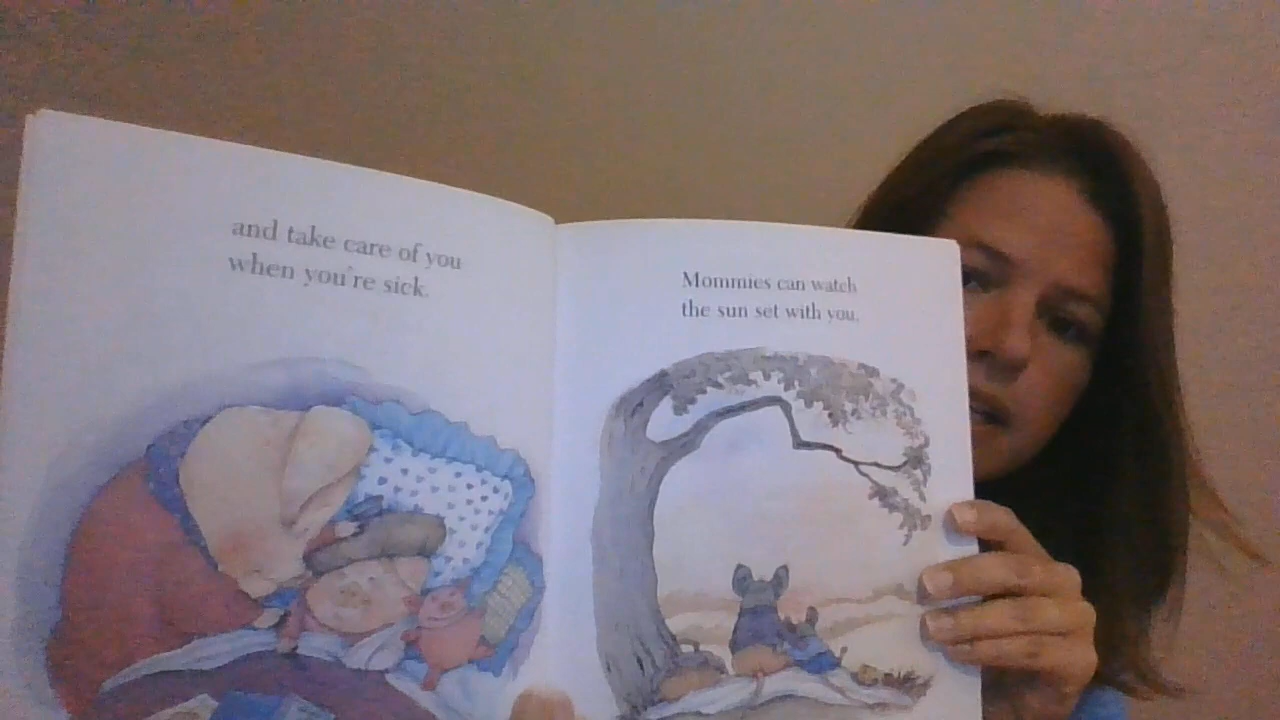 and take care of you
when you're sick.
Mommies can watch
the sun set with you,